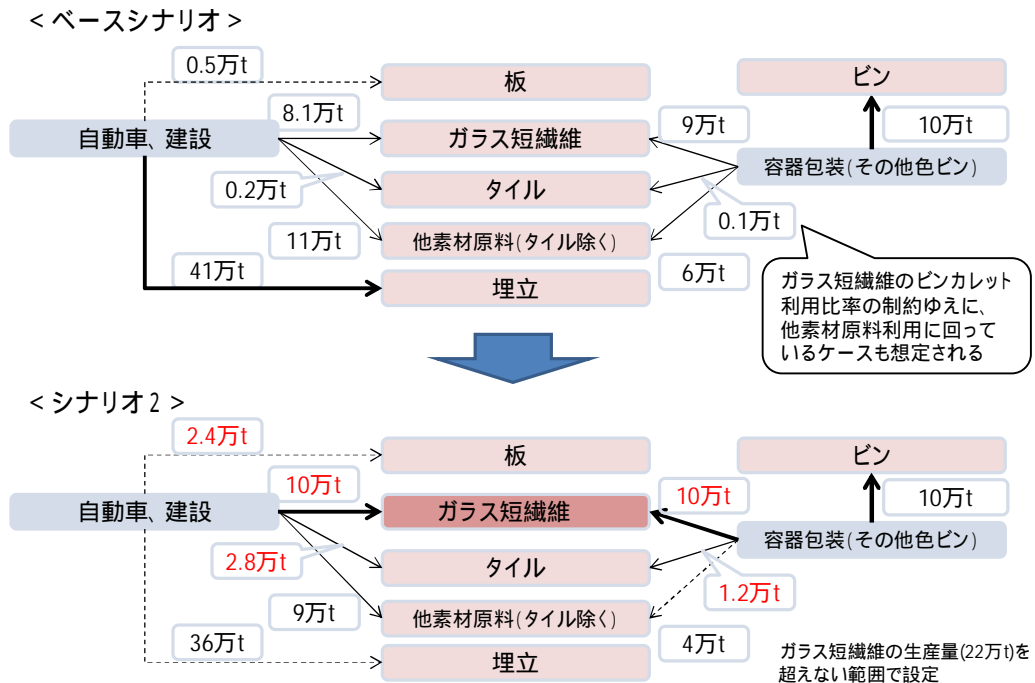 ＜ベースシナリオ＞
0.5万t
板
ビン
8.1万t
9万t
10万t
自動車、建設
ガラス短繊維
容器包装(その他色ビン)
0.2万t
タイル
0.1万t
11万t
他素材原料(タイル除く)
41万t
埋立
6万t
ガラス短繊維のビンカレット
利用比率の制約ゆえに、
他素材原料利用に回って
いるケースも想定される
＜シナリオ2＞
2.4万t
板
ビン
10万t
10万t
10万t
自動車、建設
ガラス短繊維
容器包装(その他色ビン)
2.8万t
タイル
1.2万t
9万t
他素材原料(タイル除く)
36万t
埋立
4万t
ガラス短繊維の生産量(22万t)を
超えない範囲で設定